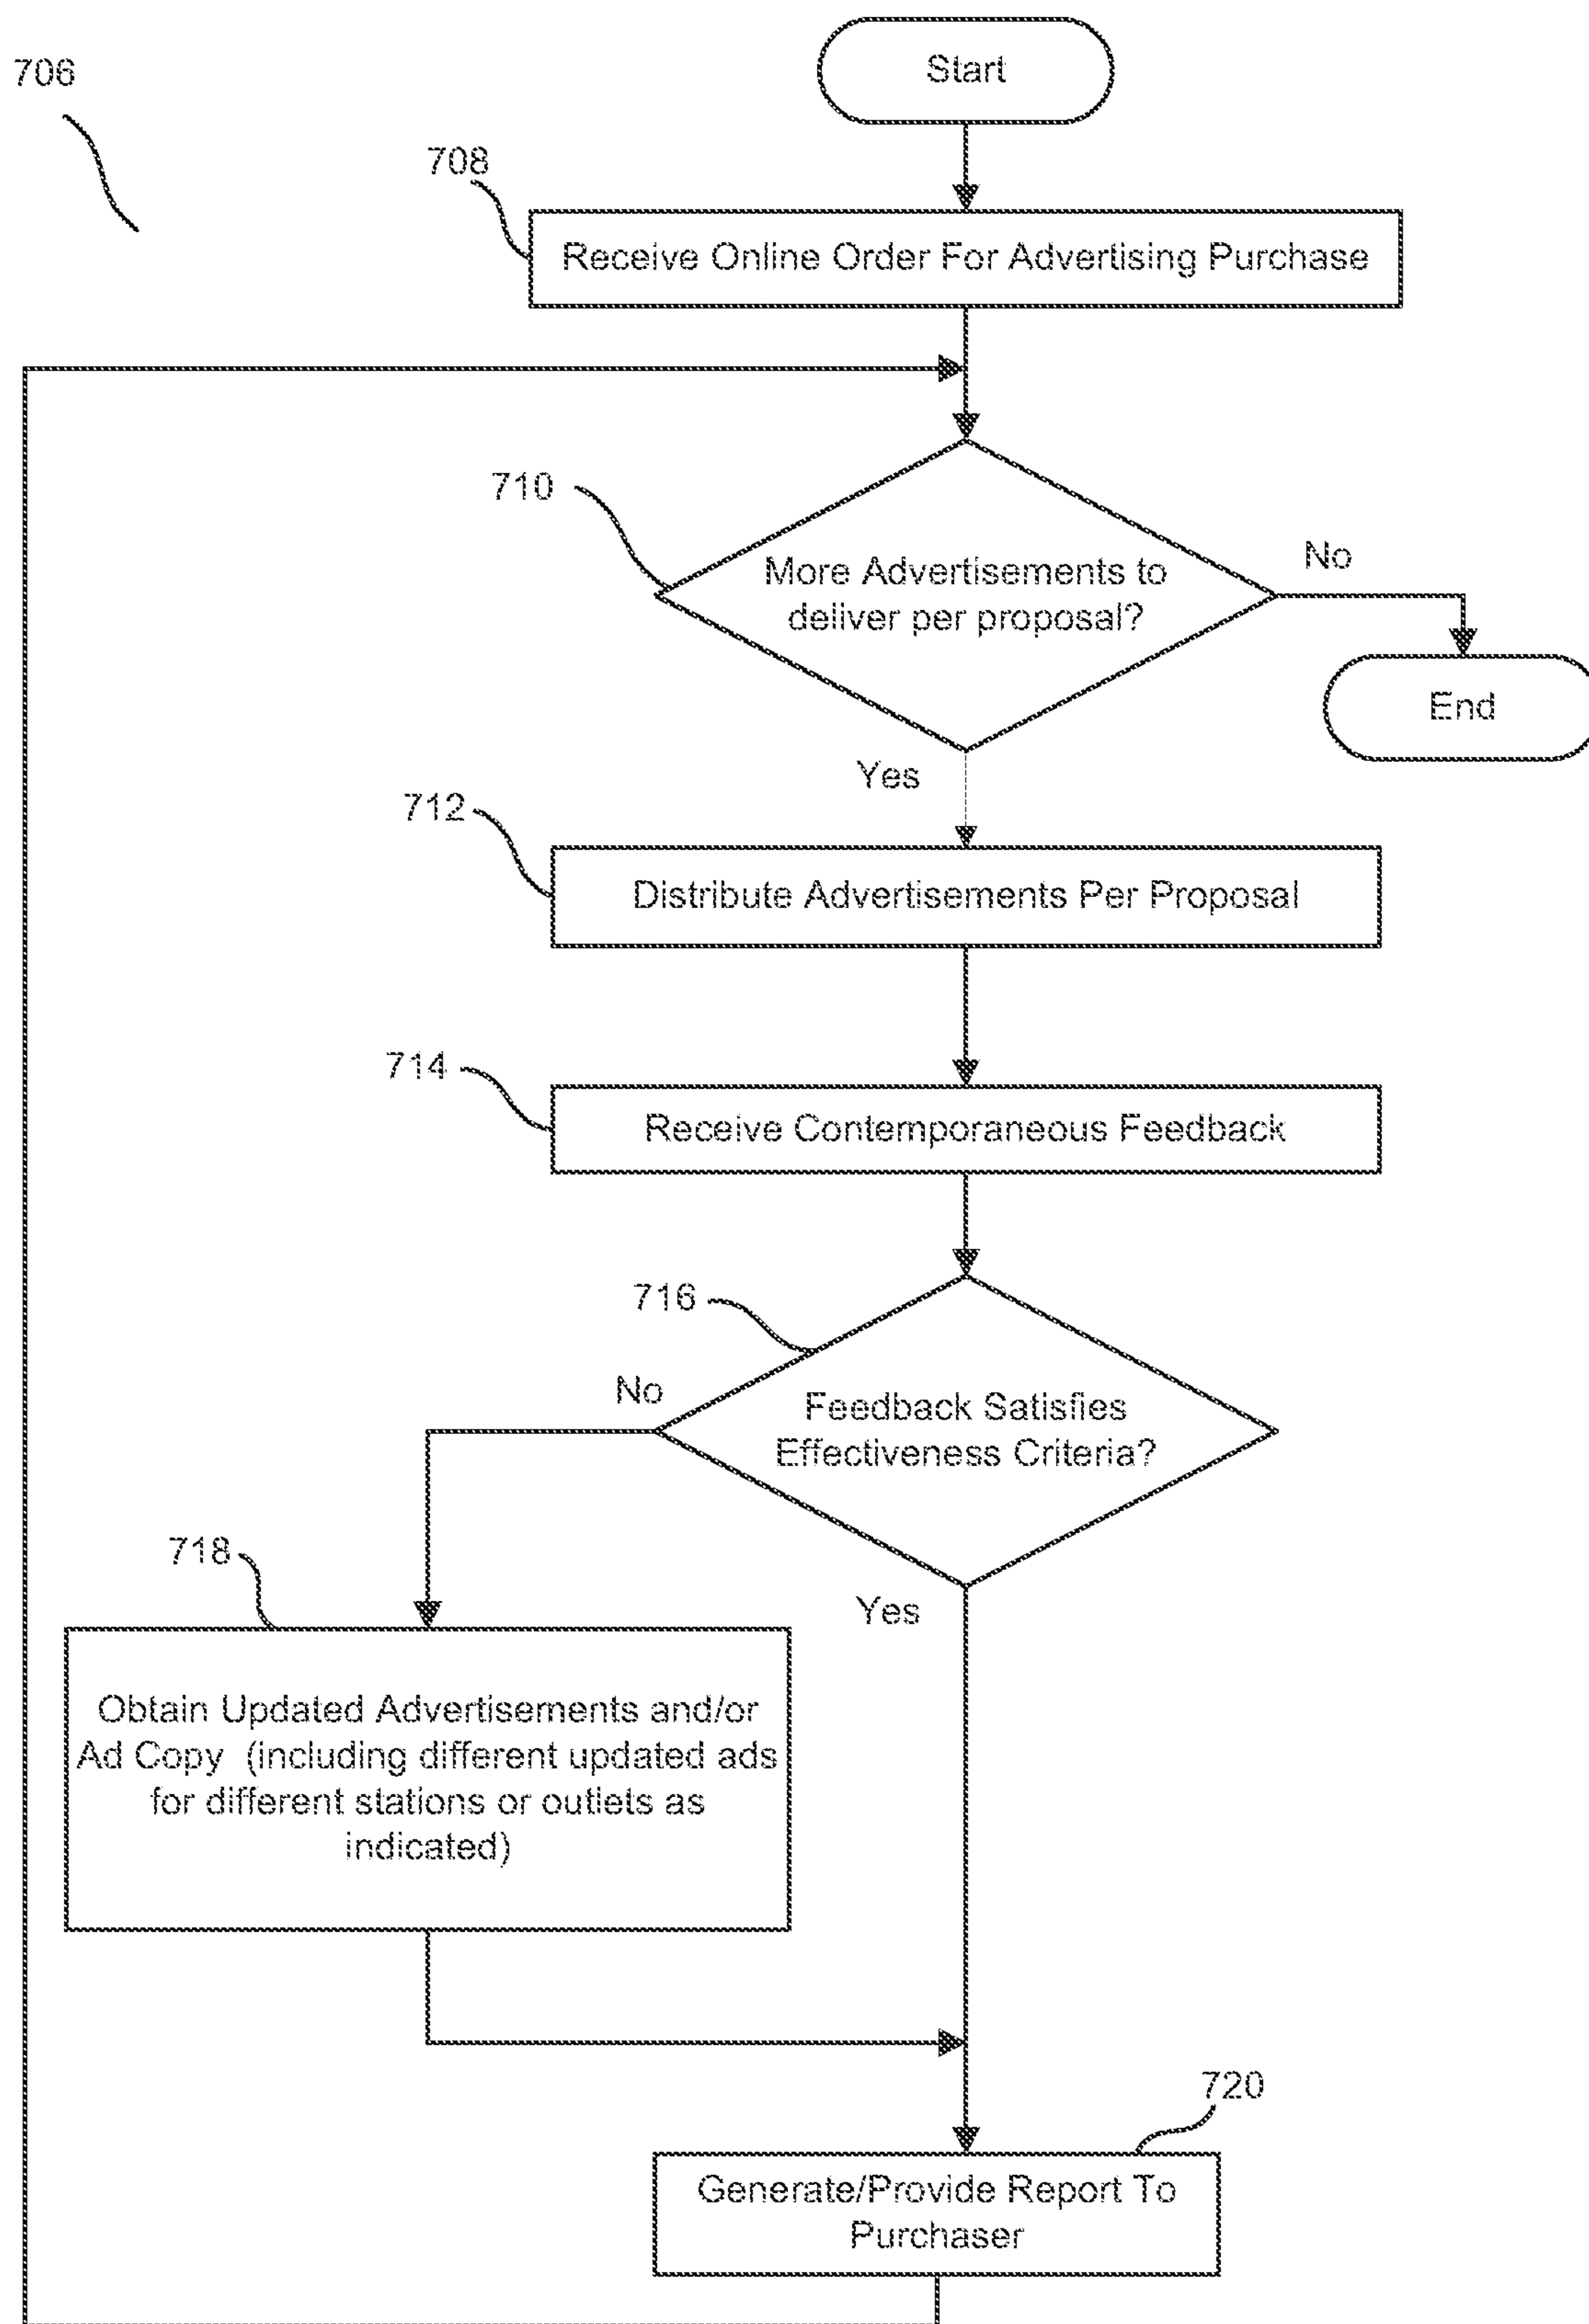 Start
706
708
Receive Online Order For Advertising Purchase
710
More Advertisements to
deliver per proposal?
No
End
Yes
712
Distribute Advertisements Per Proposal
714
Receive Contemporaneous Feedback
716
No
Feedback Satisfies
Effectiveness Criteria?
718
Yes
Obtain Updated Advertisements and/or
Ad Copy (including different updated ads
for different stations or outlets as
indicated)
720
Generate/Provide Report To
Purchaser